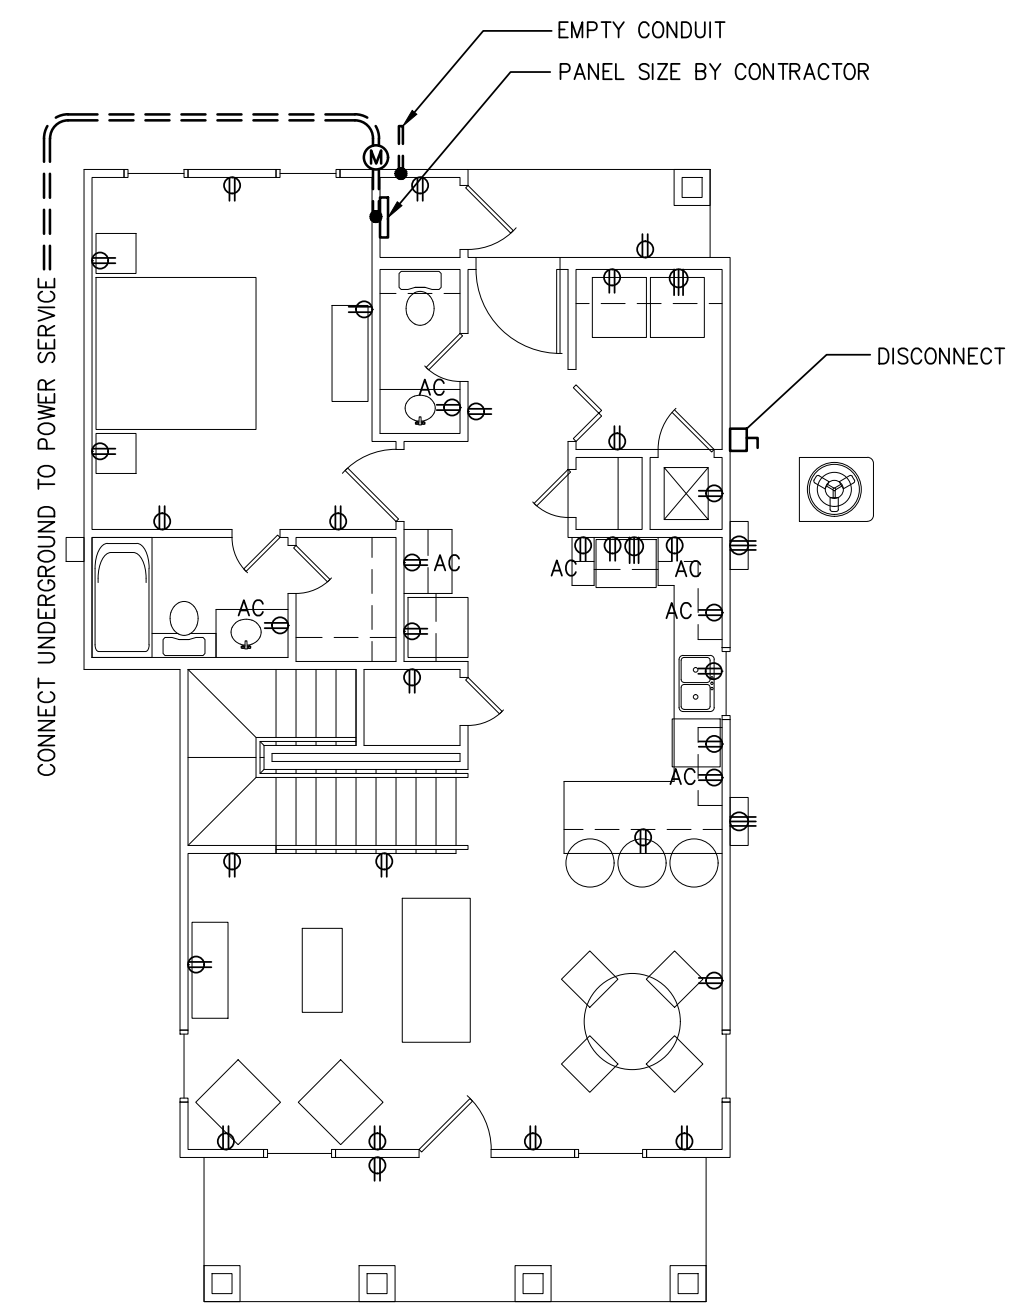 EMPTY CONDUIT
PANEL SIZE BY CONTRACTOR
M
CONNECT UNDERGROUND TO POWER SERVICE
DISCONNECT
AC
AC
AC
AC
AC
AC
AC